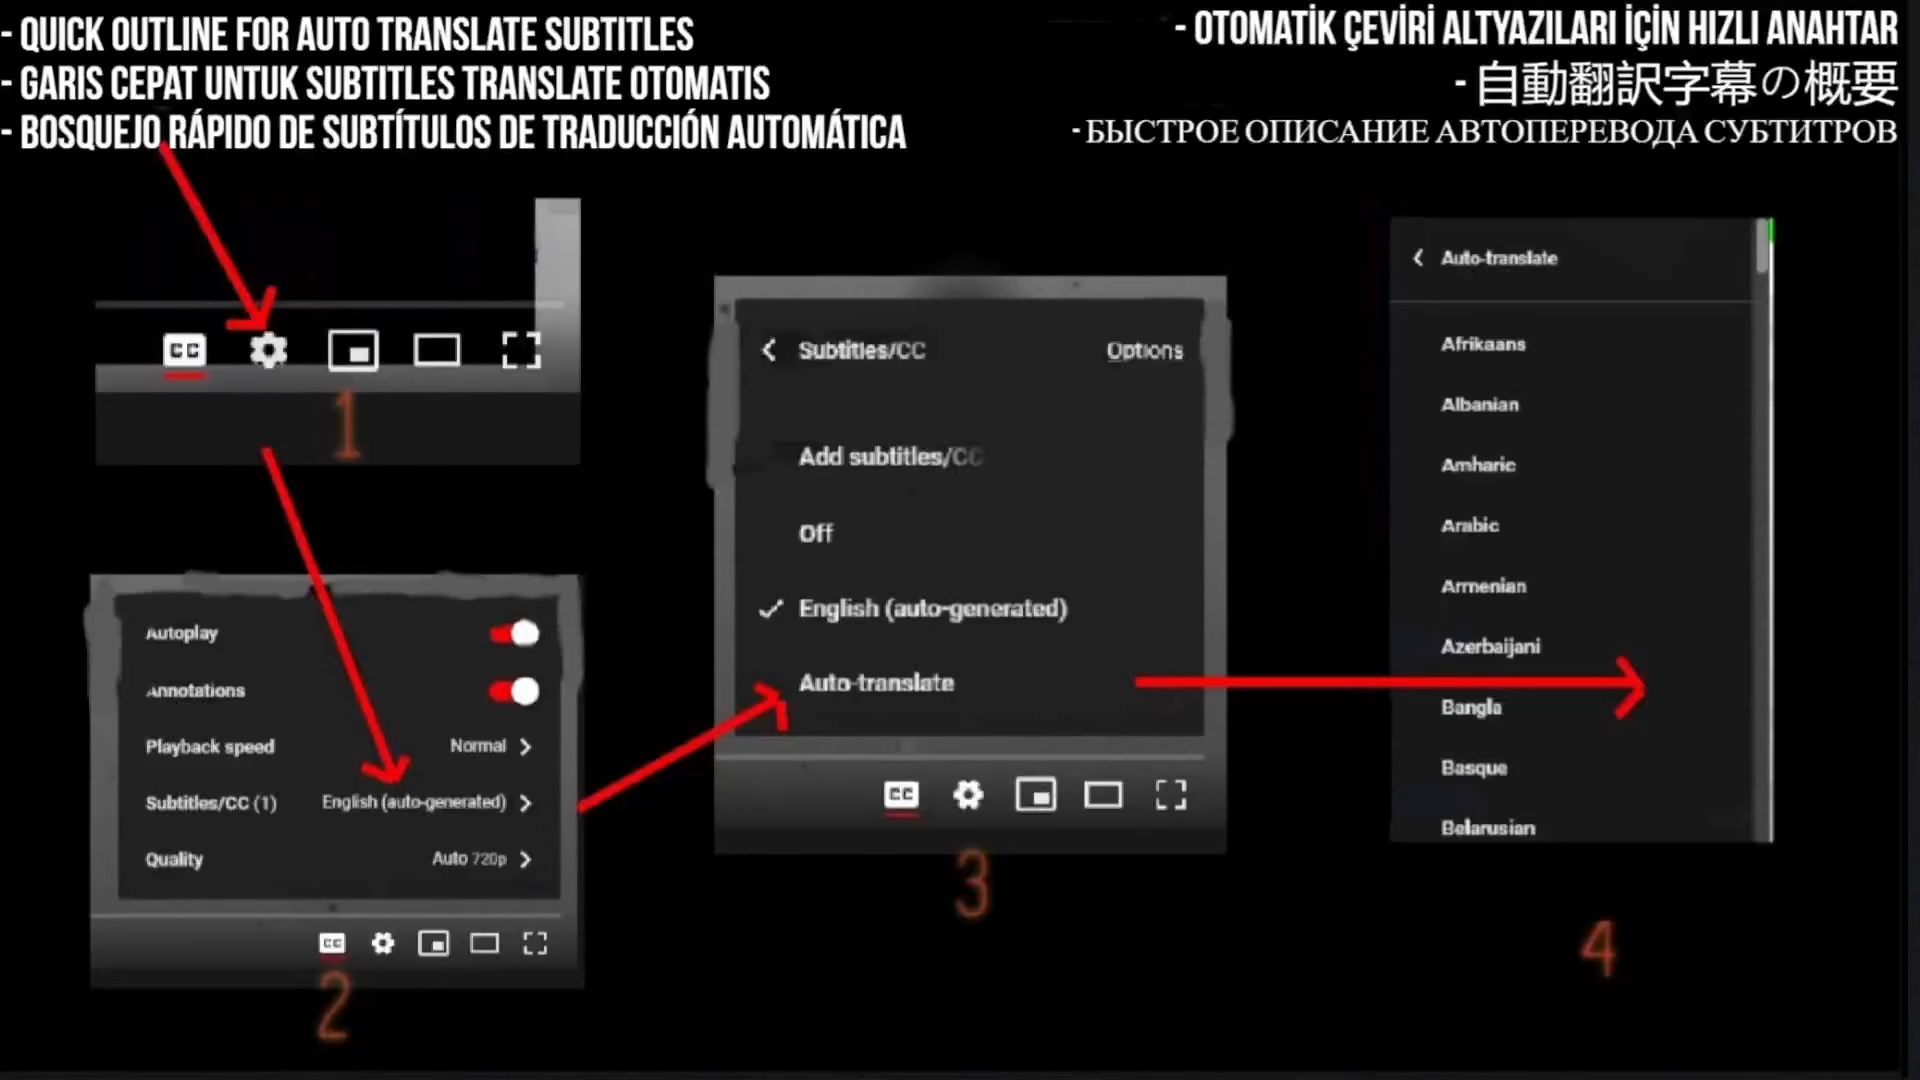 - QUICK OUTLINE FOR AUTO TRANSLATE SUBTITLES
- GARIS CEPAT UNTUK SUBTITLES TRANSLATE OTOMATIS
- BOSQUEJO RÁPIDO DE SUBTÍTULOS DE TRADUCCIÓN AUTOMÁTICA
- OTOMATİK ÇEVİRİ ALTYAZILARI İÇİN HIZLI ANAHTAR
- 自動翻訳字幕の概要
- БЫСТРОЕ ОПИСАНИЕ АВТОПЕРЕВОДА СУБТИТРОВ
CC
1
Autoplay
Annotations
Playback speed Normal
Subtitles/CC (1) English (auto-generated)
Quality Auto 720p
CC
2
Subtitles/CC Options
Add subtitles/CC
Off
English (auto-generated)
Auto-translate
CC
3
Auto-translate
Afrikaans
Albanian
Amharic
Arabic
Armenian
Azerbaijani
Bangla
Basque
Belarusian
4